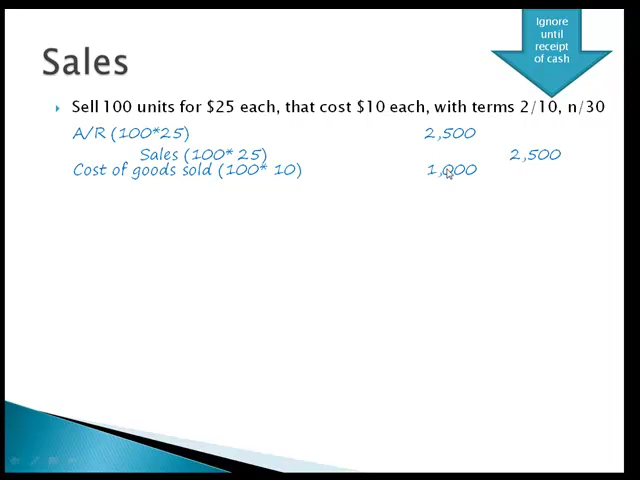 Ignore
until
receipt
of cash
Sales
Sell 100 units for $25 each, that cost $10 each, with terms 2/10, n/30
A/R (100*25) 2,500
Sales (100* 25) 2,500
Cost of goods sold (100* 10) 1,000